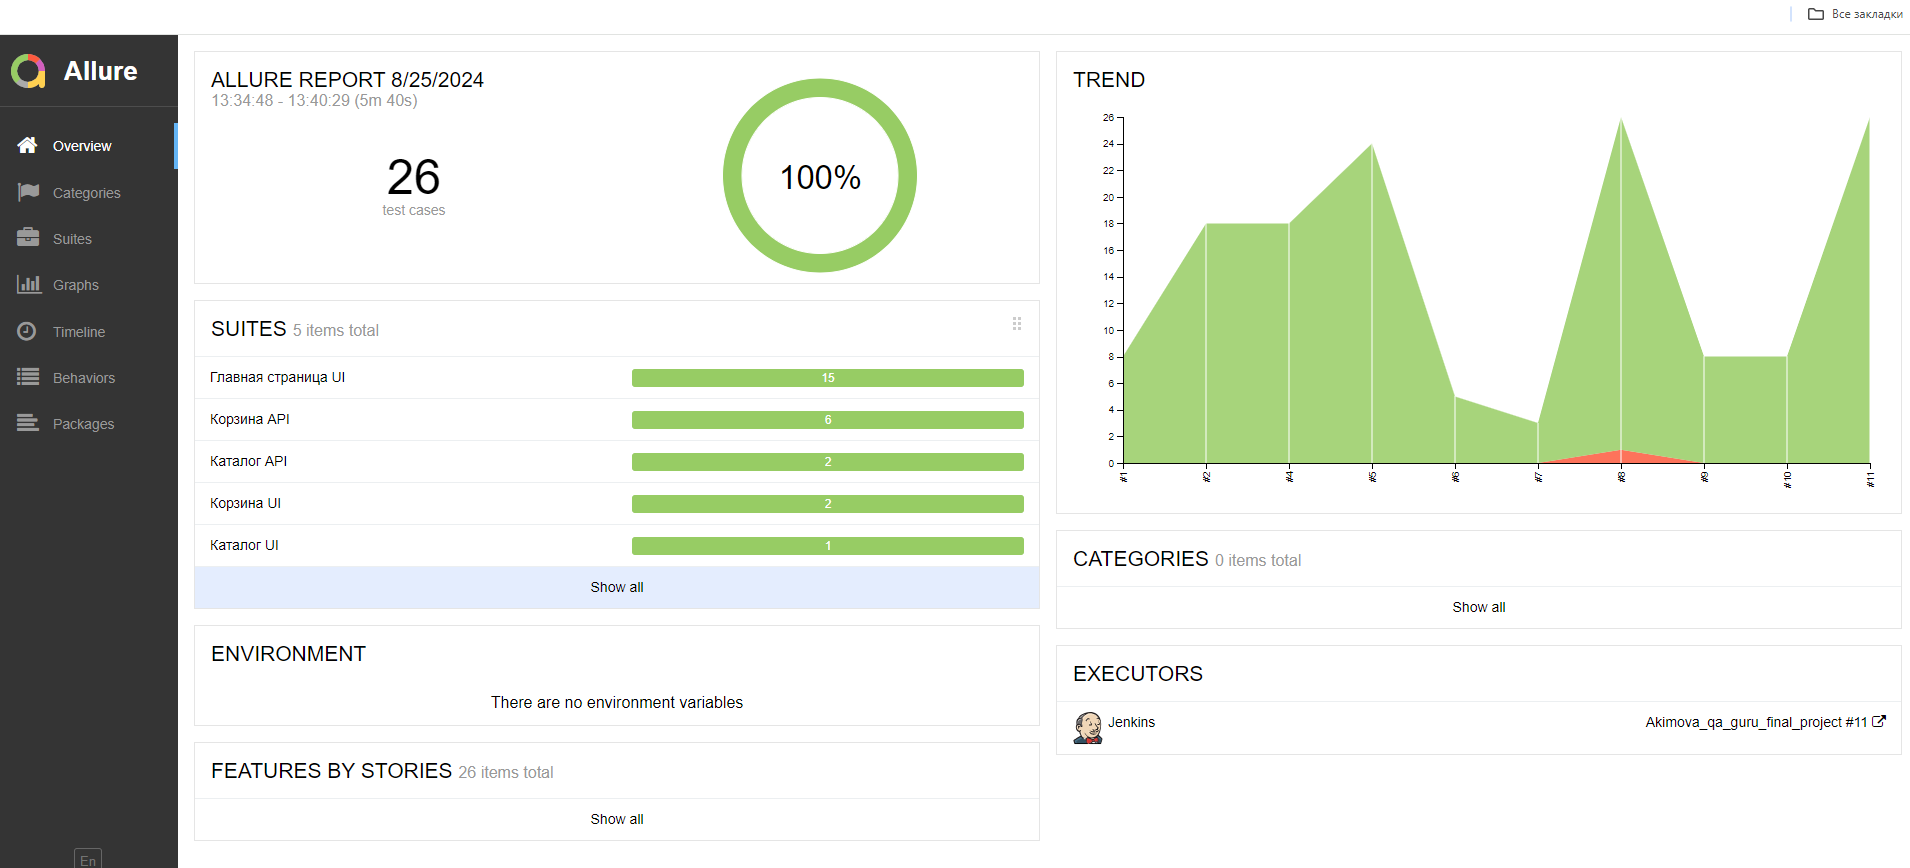 Все закладки
Allure
Overview
Categories
Suites
Graphs
Timeline
Behaviors
Packages
En
ALLURE REPORT 8/25/2024
13:34:48 - 13:40:29 (5m 40s)
26
test cases
100%
SUITES 5 items total
Главная страница UI 15
Корзина API 6
Каталог API 2
Корзина UI 2
Каталог UI 1
Show all
ENVIRONMENT
There are no environment variables
FEATURES BY STORIES 26 items total
Show all
TREND
26
24
22
20
18
16
14
12
10
8
6
4
2
0
#1 #2 #4 #5 #6 #7 #8 #9 #10 #11
CATEGORIES 0 items total
Show all
EXECUTORS
Jenkins Akimova_qa_guru_final_project #11